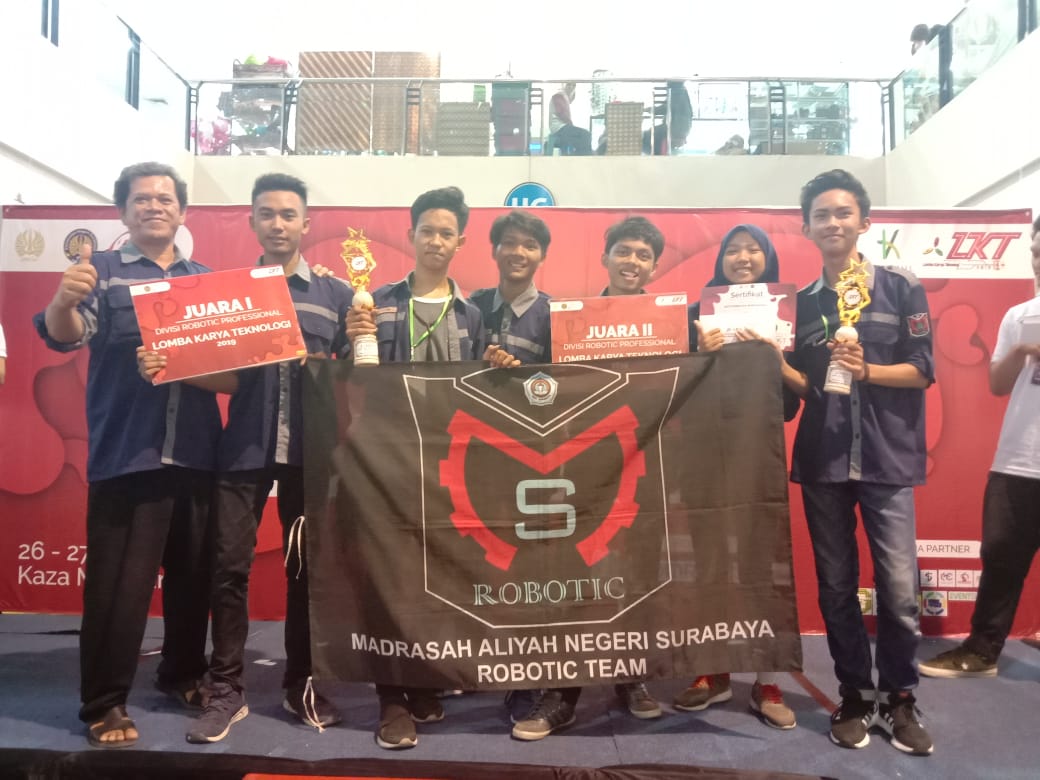 LKT
JUARA I
DIVISI ROBOTIC PROFESSIONAL
LOMBA KARYA TEKNOLOGI
2019
JUARA II
DIVISI ROBOTIC PROFESSIONAL
LOMBA KARYA TEKNOLOGI
Sertifikat
S
ROBOTIC
MADRASAH ALIYAH NEGERI SURABAYA
ROBOTIC TEAM
26 - 27
Kaza
PARTNER